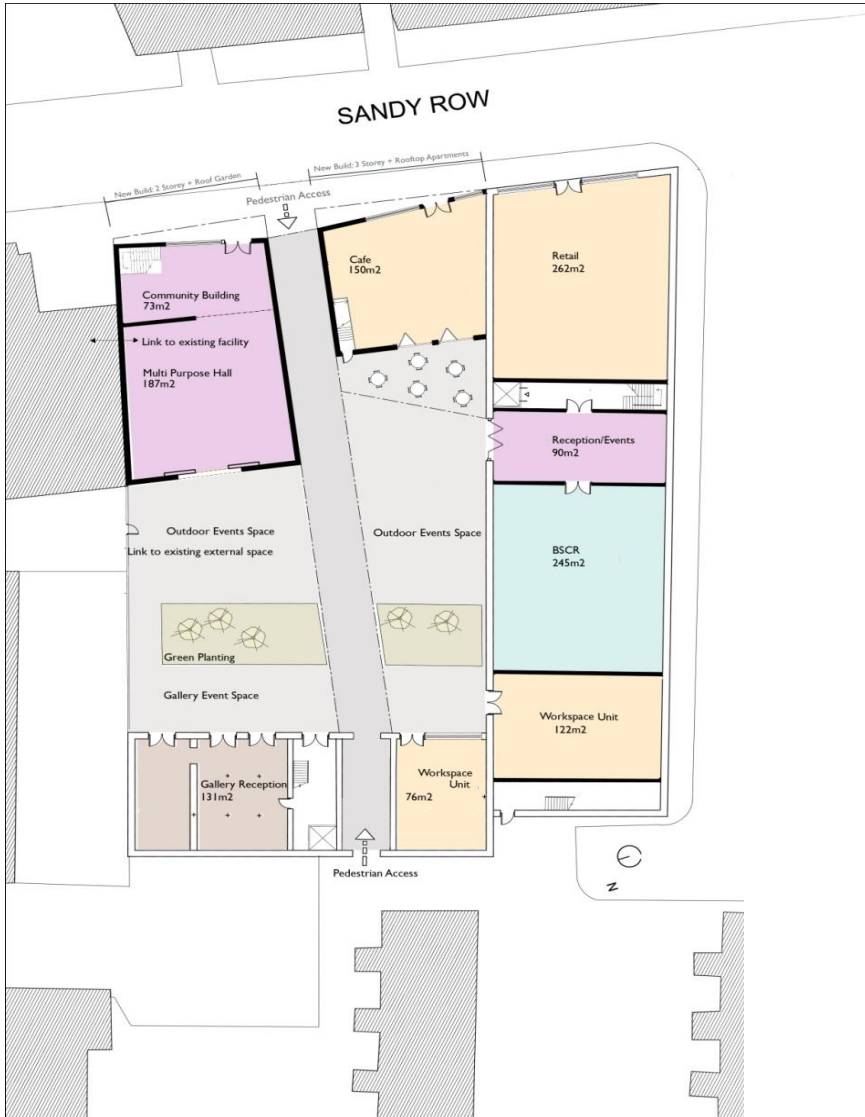 SANDY ROW
New Build: 2 Storey + Roof Garden
New Build: 3 Storey + Rooftop Apartments
Pedestrian Access
Community Building
73m2
Link to existing facility
Multi Purpose Hall
187m2
Cafe
150m2
Retail
262m2
Reception/Events
90m2
Outdoor Events Space
Link to existing external space
Outdoor Events Space
BSCR
245m2
Green Planting
Gallery Event Space
Workspace Unit
122m2
Gallery Reception
131m2
Workspace
Unit
76m2
Pedestrian Access
N